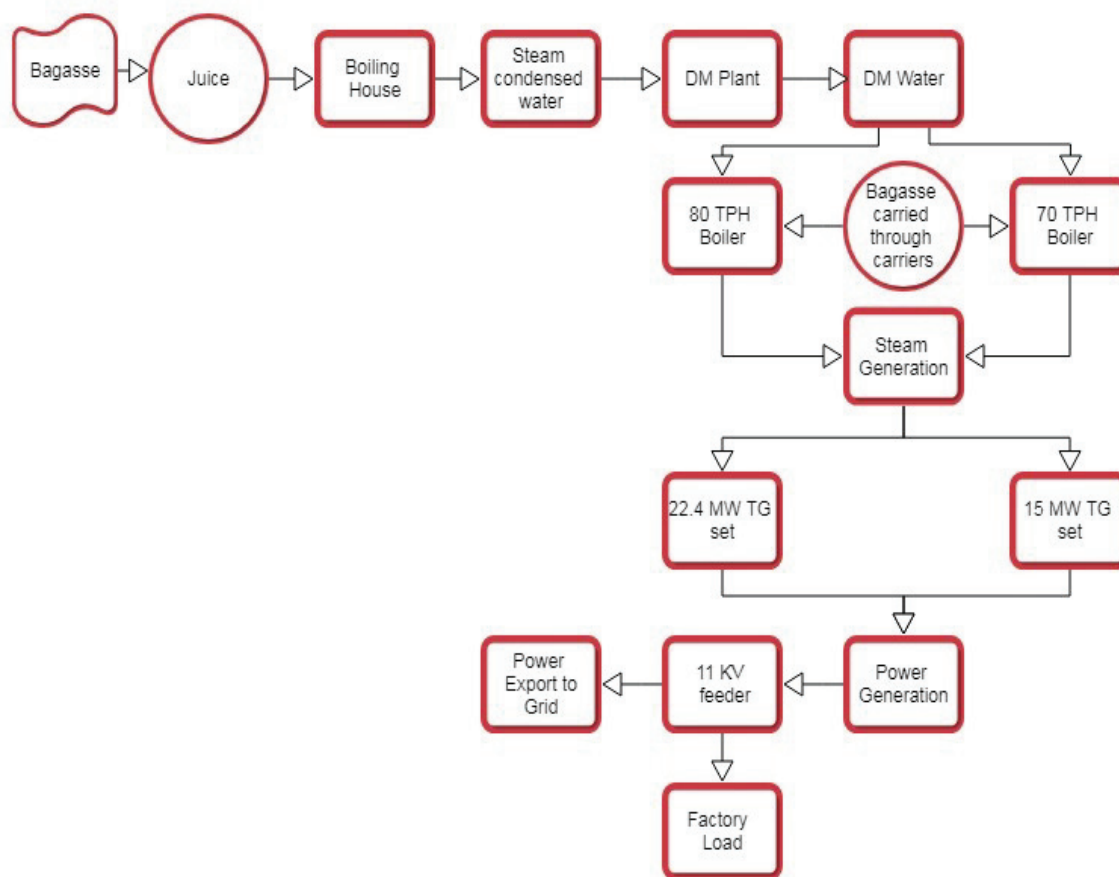 Bagasse
Juice
Boiling
House
Steam
condensed
water
DM Plant
DM Water
80 TPH
Boiler
Bagasse
carried
through
carriers
70 TPH
Boiler
Steam
Generation
22.4 MW TG
set
15 MW TG
set
Power
Export to
Grid
11 KV
feeder
Power
Generation
Factory
Load